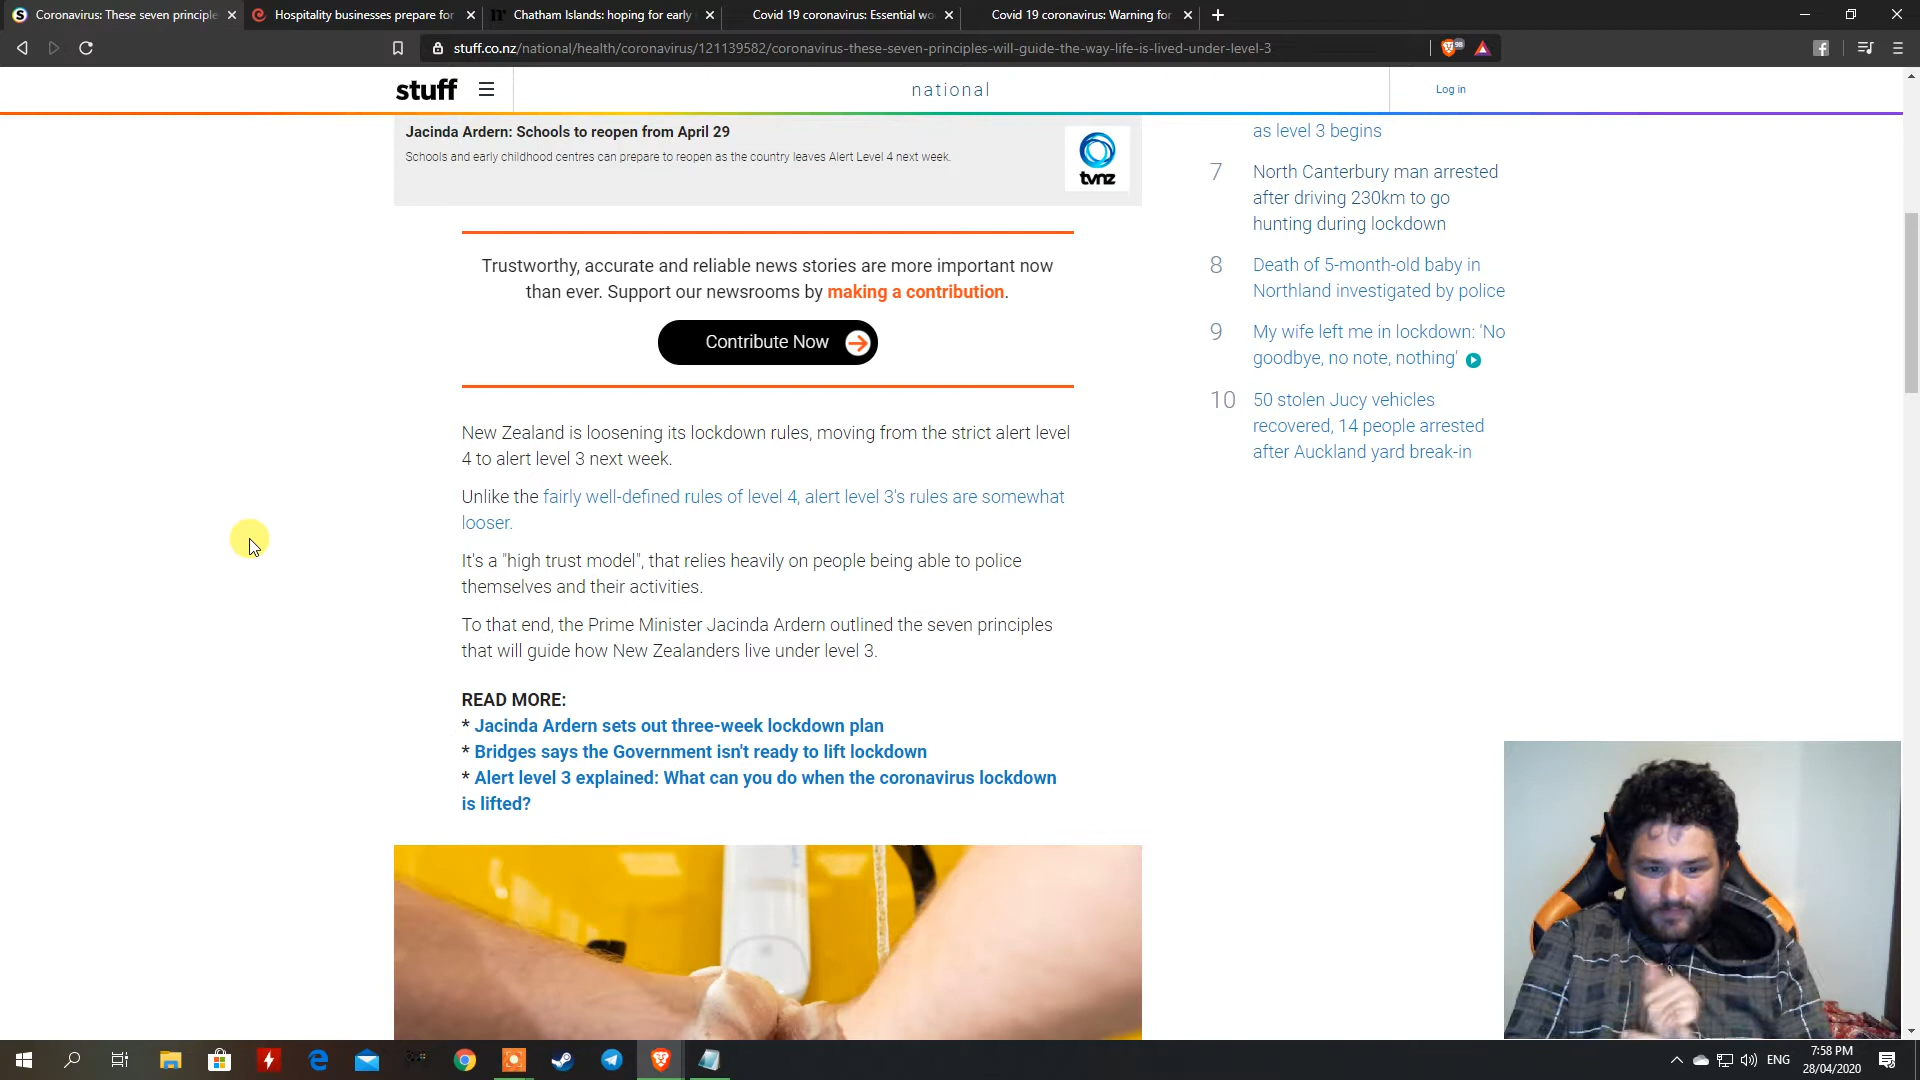 Coronavirus: These seven principle
Hospitality businesses prepare for
Chatham Islands: hoping for early
Covid 19 coronavirus: Essential wo
Covid 19 coronavirus: Warning for
stuff.co.nz/national/health/coronavirus/121139582/coronavirus-these-seven-principles-will-guide-the-way-life-is-lived-under-level-3
98
stuff
national
Log in
Jacinda Ardern: Schools to reopen from April 29
Schools and early childhood centres can prepare to reopen as the country leaves Alert Level 4 next week.
tvnz
Trustworthy, accurate and reliable news stories are more important now
than ever. Support our newsrooms by making a contribution.
Contribute Now
New Zealand is loosening its lockdown rules, moving from the strict alert level
4 to alert level 3 next week.
Unlike the fairly well-defined rules of level 4, alert level 3's rules are somewhat
looser.
It's a "high trust model", that relies heavily on people being able to police
themselves and their activities.
To that end, the Prime Minister Jacinda Ardern outlined the seven principles
that will guide how New Zealanders live under level 3.
READ MORE:
* Jacinda Ardern sets out three-week lockdown plan
* Bridges says the Government isn't ready to lift lockdown
* Alert level 3 explained: What can you do when the coronavirus lockdown
is lifted?
as level 3 begins
7 North Canterbury man arrested
after driving 230km to go
hunting during lockdown
8 Death of 5-month-old baby in
Northland investigated by police
9 My wife left me in lockdown: 'No
goodbye, no note, nothing'
10 50 stolen Jucy vehicles
recovered, 14 people arrested
after Auckland yard break-in
ENG
7:58 PM
28/04/2020